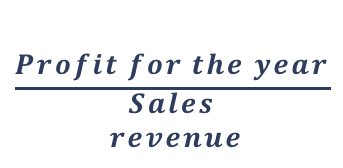 Profit for the year
Sales
revenue